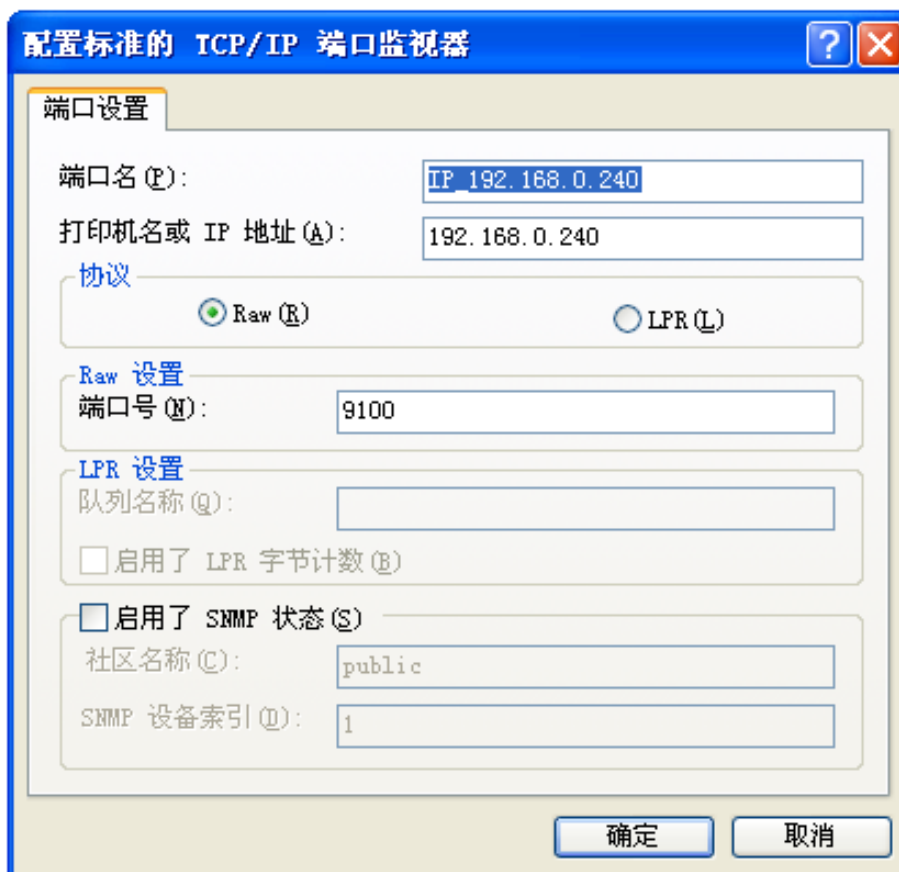 配置标准的 TCP/IP 端口监视器
端口设置
端口名(P): IP_192.168.0.240
打印机名或 IP 地址(A): 192.168.0.240
协议
Raw(R) LPR(L)
Raw 设置
端口号(N): 9100
LPR 设置
队列名称(Q):
启用了 LPR 字节计数(B)
启用了 SNMP 状态(S)
社区名称(C): public
SNMP 设备索引(D): 1
确定 取消